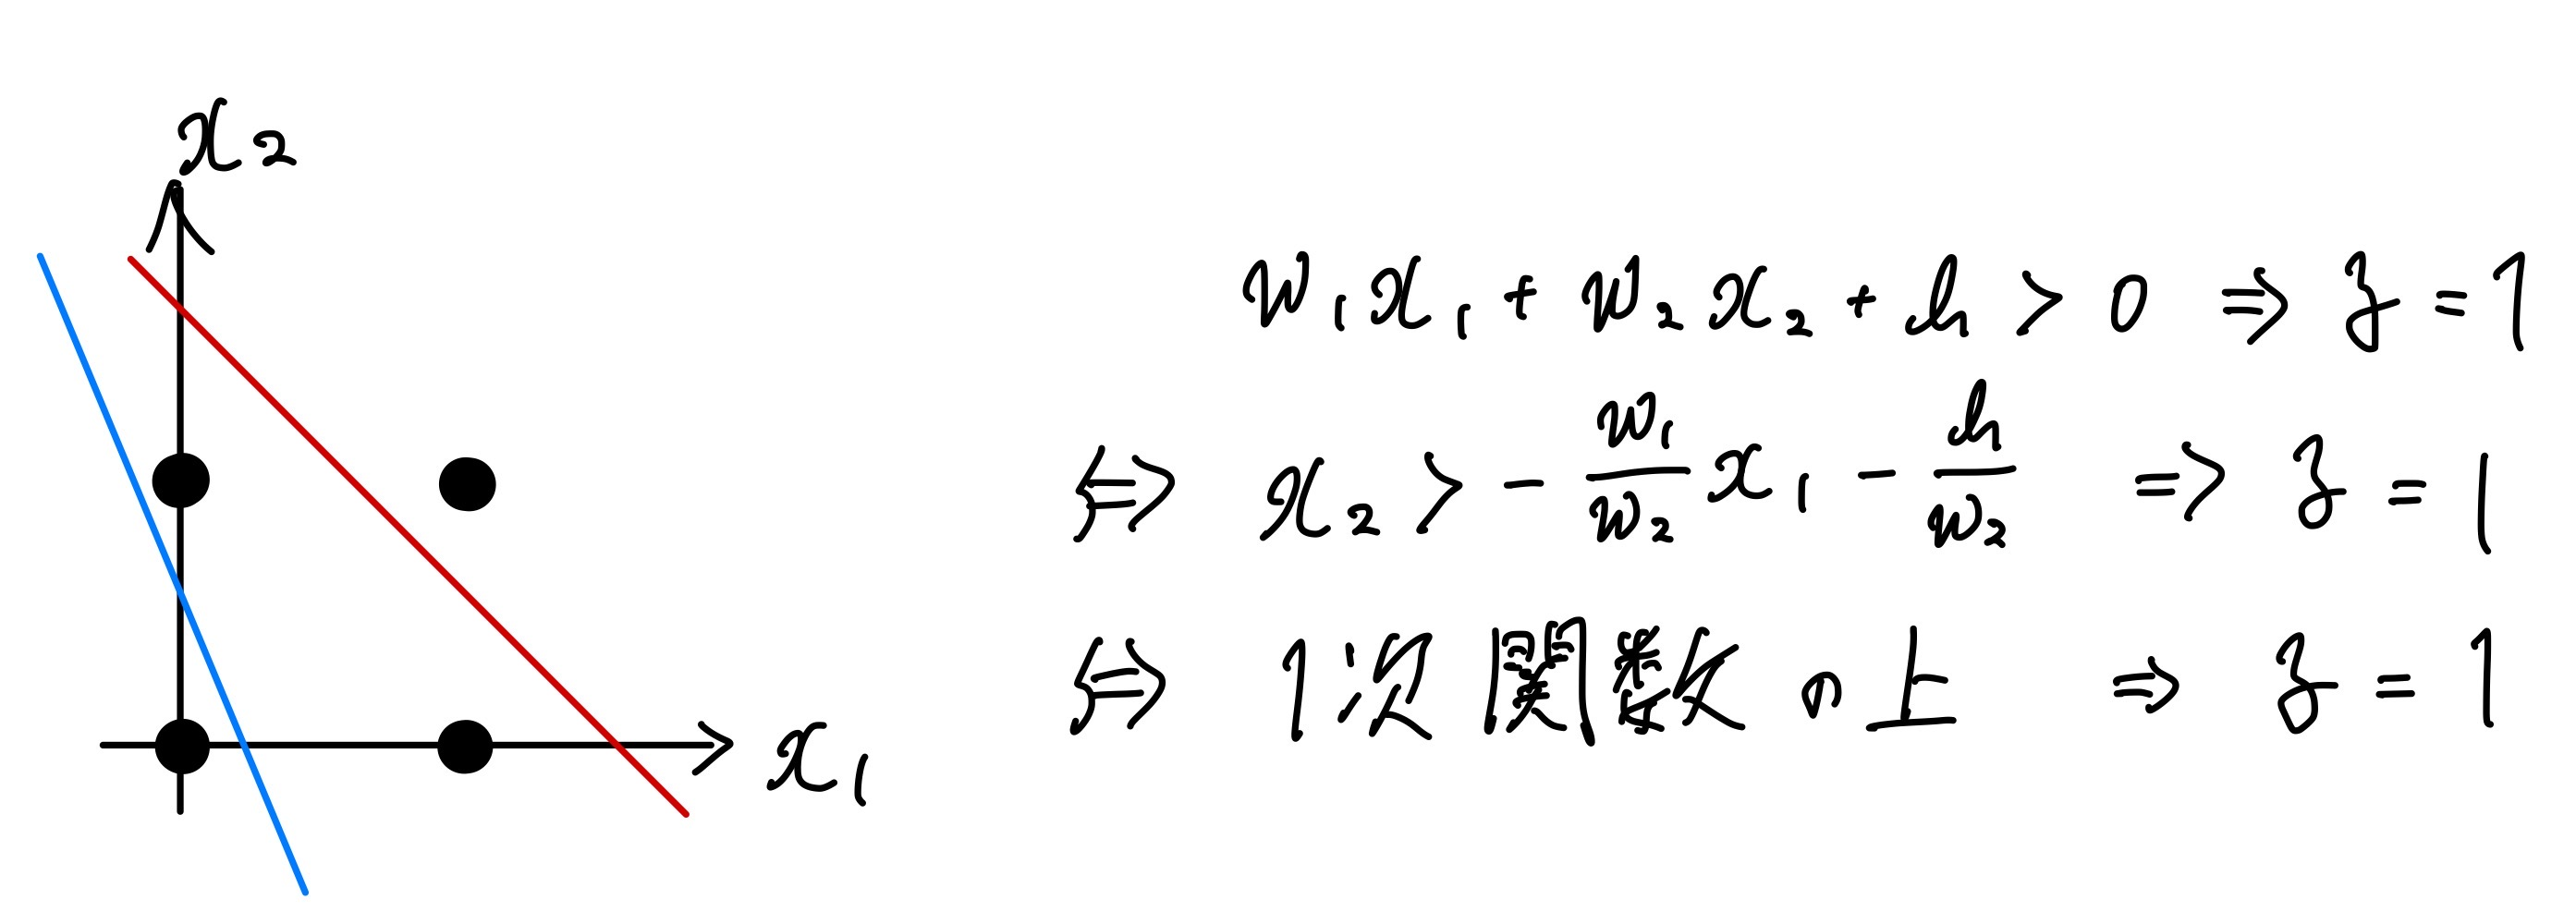 x₂
x₁
w₁x₁ + w₂x₂ + h > 0 ⇒ z = 1
⇔ x₂ > - w₁/w₂ x₁ - h/w₂ ⇒ z = 1
⇔ 1次関数の上 ⇒ z = 1